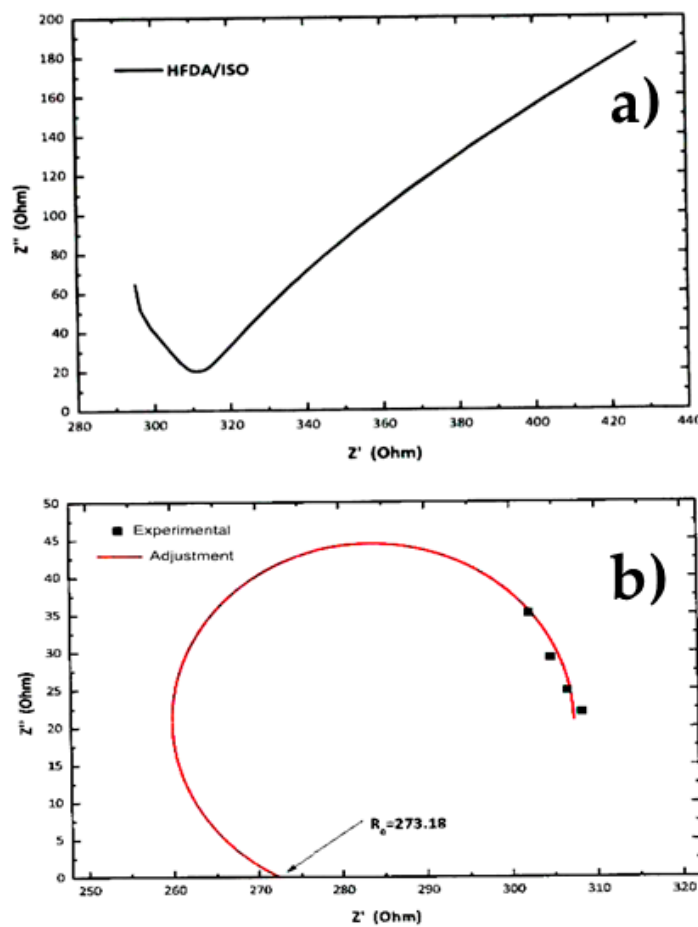 200
180
160
140
120
100
80
60
40
20
0
Z'' (Ohm)
HFDA/ISO
a)
280 300 320 340 360 380 400 420 440
Z' (Ohm)
50
45
40
35
30
25
20
15
10
5
0
Z'' (Ohm)
Experimental
Adjustment
b)
Rₑ=273.18
250 260 270 280 290 300 310 320
Z' (Ohm)